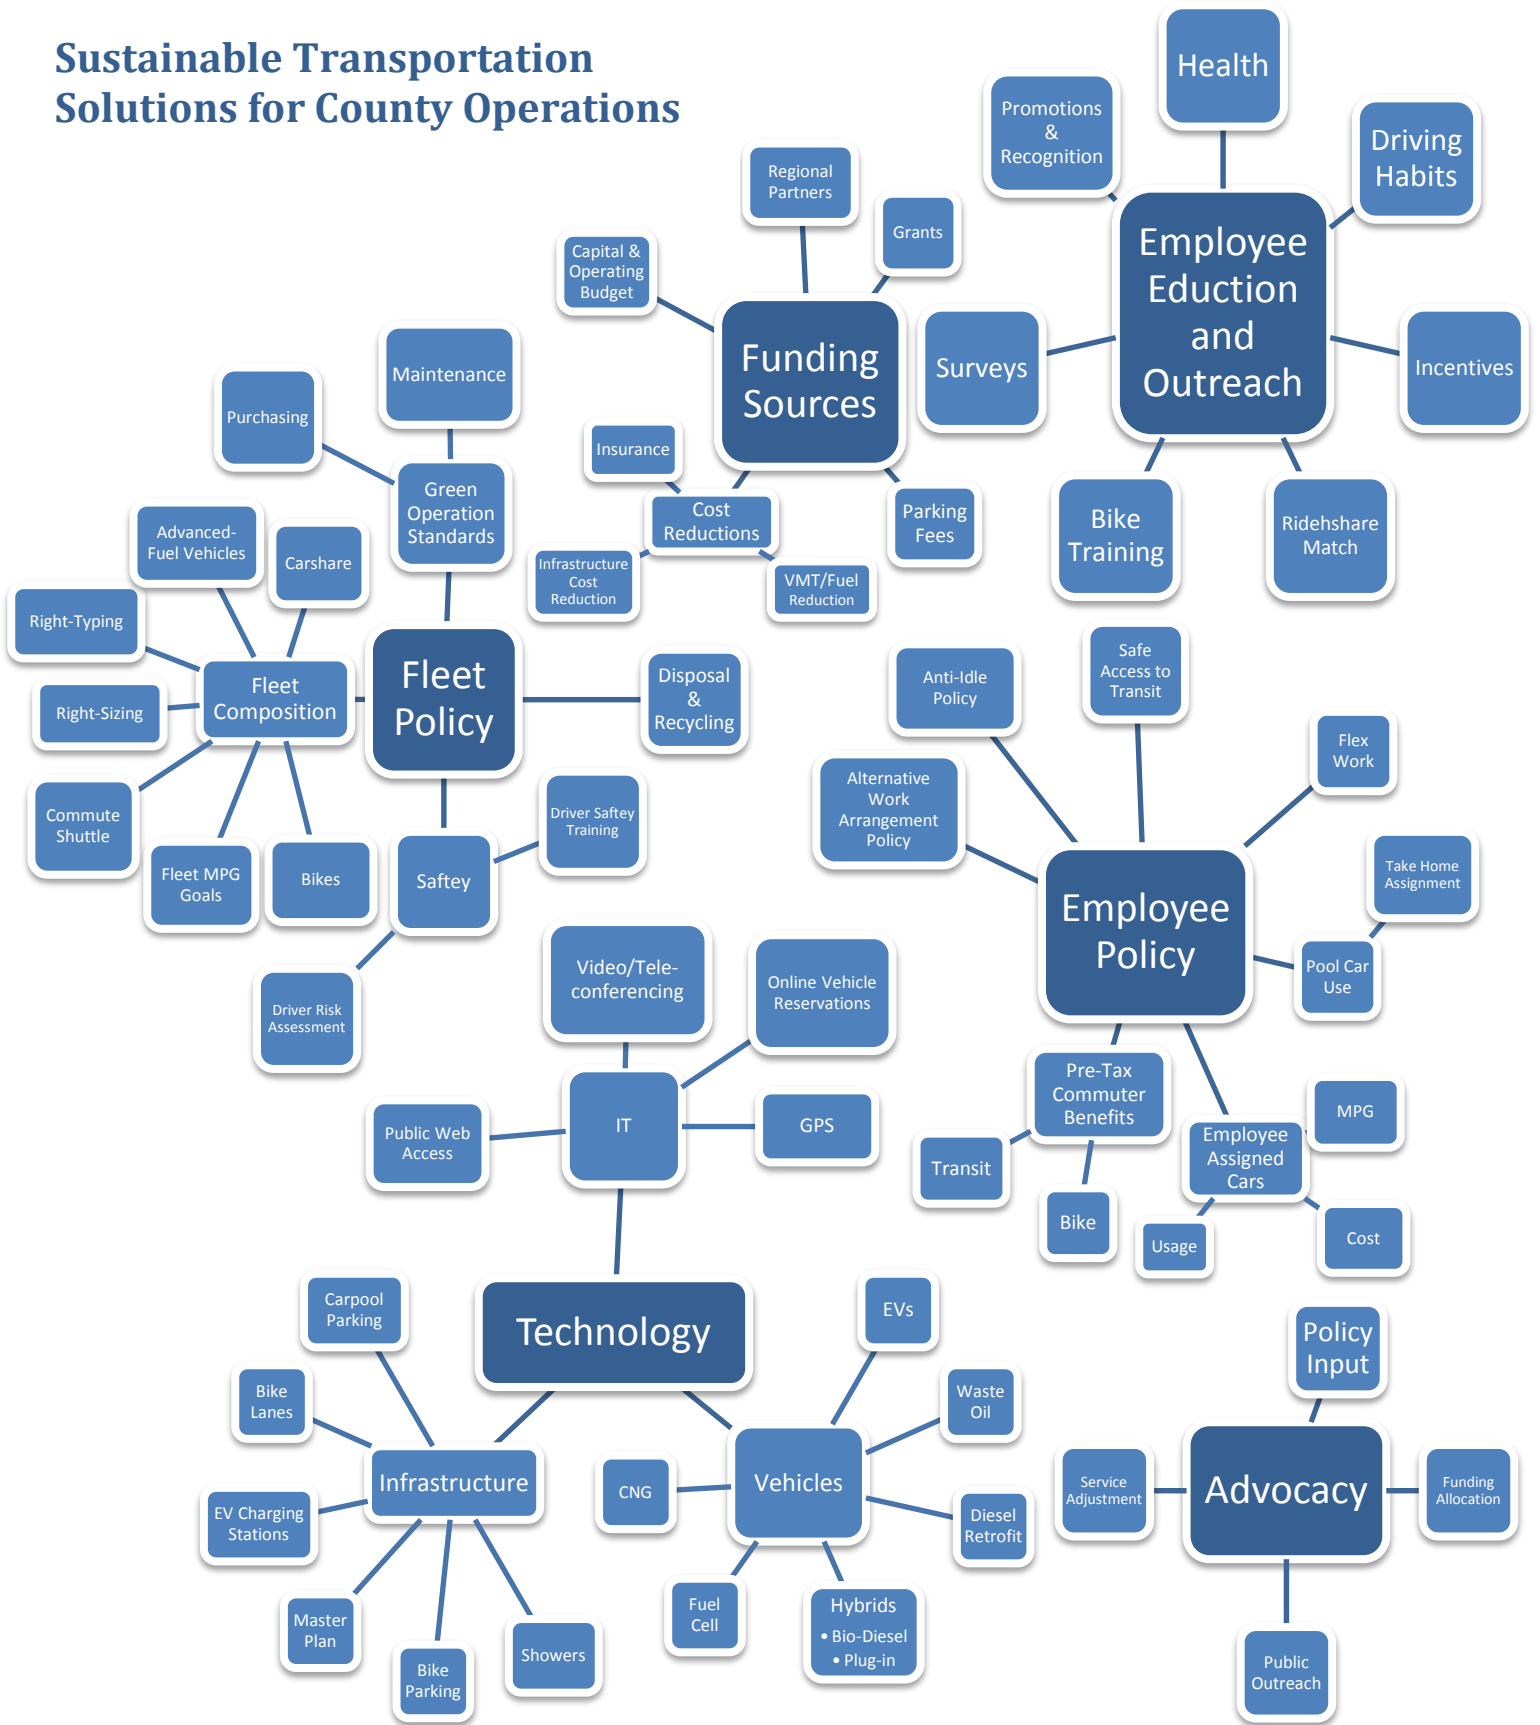 Sustainable Transportation
Solutions for County Operations
Health
Promotions
&
Recognition
Driving
Habits
Employee
Eduction
and
Outreach
Surveys
Incentives
Bike
Training
Ridehshare
Match
Regional
Partners
Grants
Capital &
Operating
Budget
Funding
Sources
Insurance
Cost
Reductions
Parking
Fees
Infrastructure
Cost
Reduction
VMT/Fuel
Reduction
Maintenance
Purchasing
Green
Operation
Standards
Advanced-
Fuel Vehicles
Carshare
Right-Typing
Fleet
Composition
Fleet
Policy
Disposal
&
Recycling
Right-Sizing
Commute
Shuttle
Fleet MPG
Goals
Bikes
Saftey
Driver Saftey
Training
Driver Risk
Assessment
Anti-Idle
Policy
Safe
Access to
Transit
Flex
Work
Alternative
Work
Arrangement
Policy
Employee
Policy
Take Home
Assignment
Pool Car
Use
Pre-Tax
Commuter
Benefits
Transit
Bike
Employee
Assigned
Cars
MPG
Usage
Cost
Video/Tele-
conferencing
Online Vehicle
Reservations
IT
GPS
Public Web
Access
Technology
Carpool
Parking
Bike
Lanes
Infrastructure
EV Charging
Stations
Master
Plan
Bike
Parking
Showers
EVs
Waste
Oil
Vehicles
CNG
Diesel
Retrofit
Fuel
Cell
Hybrids
• Bio-Diesel
• Plug-in
Policy
Input
Service
Adjustment
Advocacy
Funding
Allocation
Public
Outreach